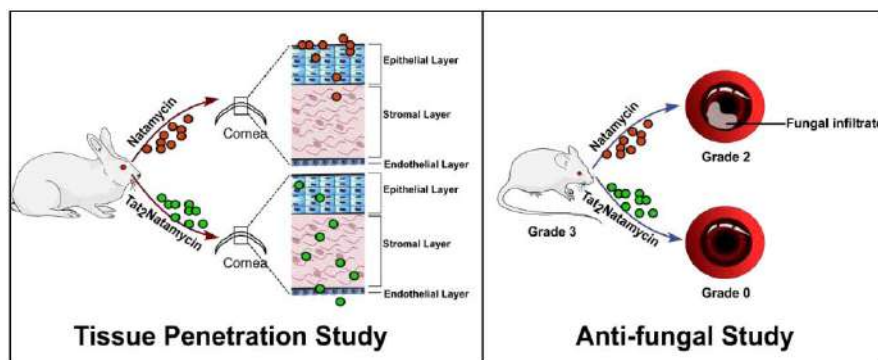 Natamycin
Cornea
Epithelial Layer
Stromal Layer
Endothelial Layer
Tat2Natamycin
Cornea
Epithelial Layer
Stromal Layer
Endothelial Layer
Tissue Penetration Study
Grade 3
Natamycin
Fungal infiltrate
Grade 2
Tat2Natamycin
Grade 0
Anti-fungal Study